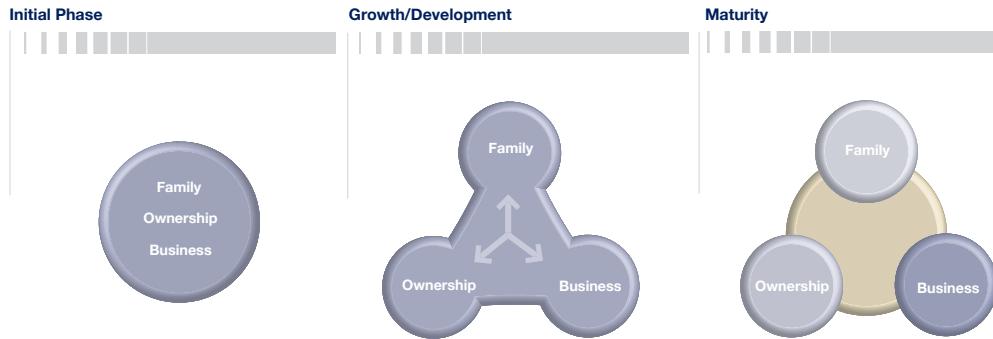 Initial Phase
Growth/Development
Maturity
Family
Ownership
Business
Family
Ownership
Business
Family
Ownership
Business